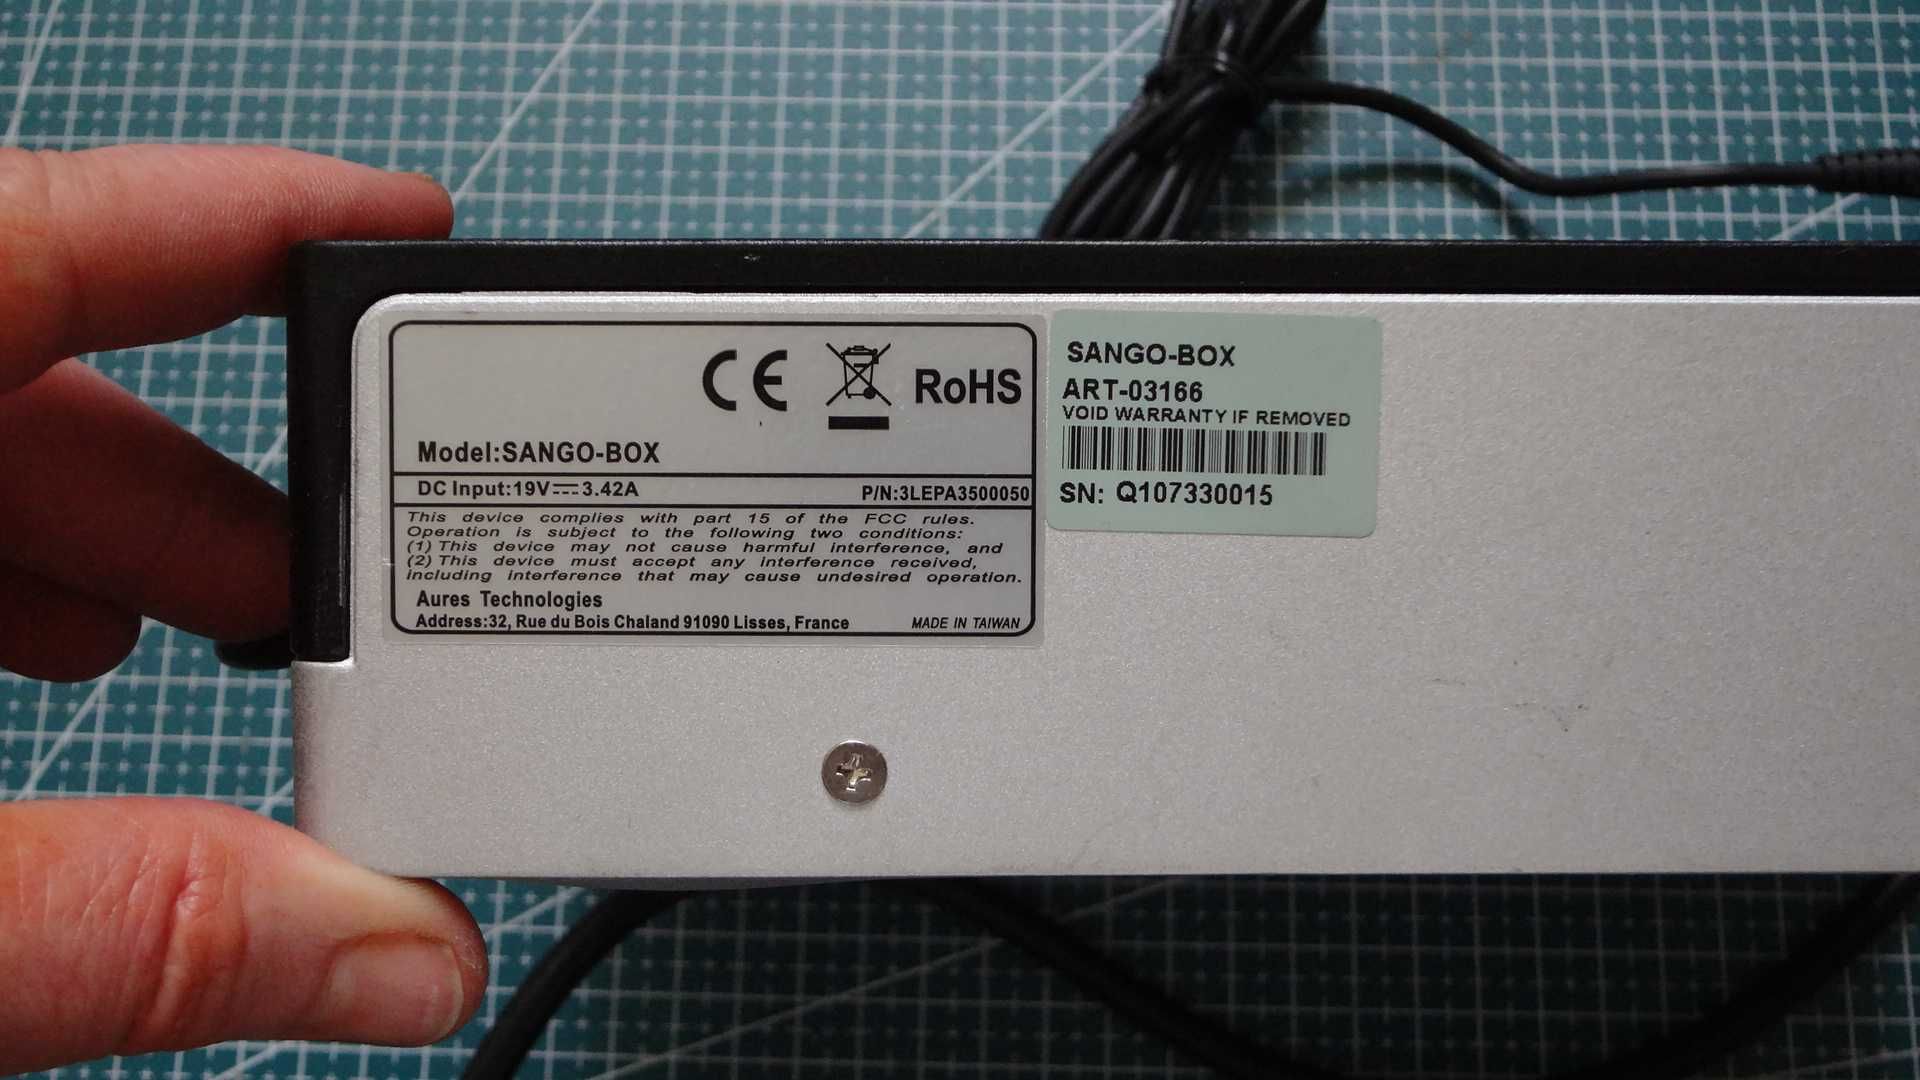 CE RoHS
Model:SANGO-BOX
DC Input:19V⎓3.42A P/N:3LEPA3500050
This device complies with part 15 of the FCC rules.
Operation is subject to the following two conditions:
(1) This device may not cause harmful interference, and
(2) This device must accept any interference received,
including interference that may cause undesired operation.
Aures Technologies
Address:32, Rue du Bois Chaland 91090 Lisses, France MADE IN TAIWAN
SANGO-BOX
ART-03166
VOID WARRANTY IF REMOVED
SN: Q107330015